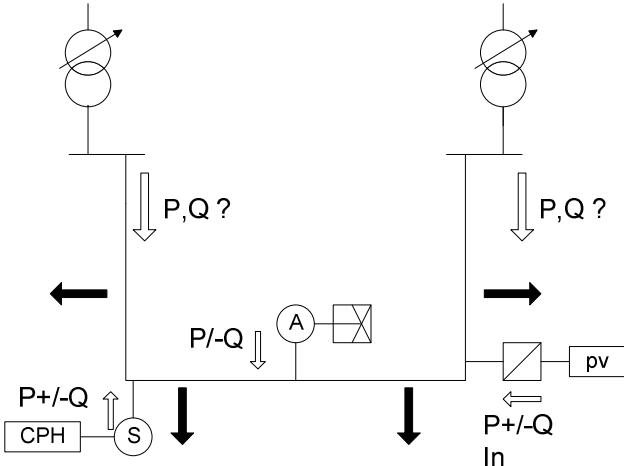 P,Q ?
P,Q ?
A
P/-Q
pv
P+/-Q
CPH
S
P+/-Q
In